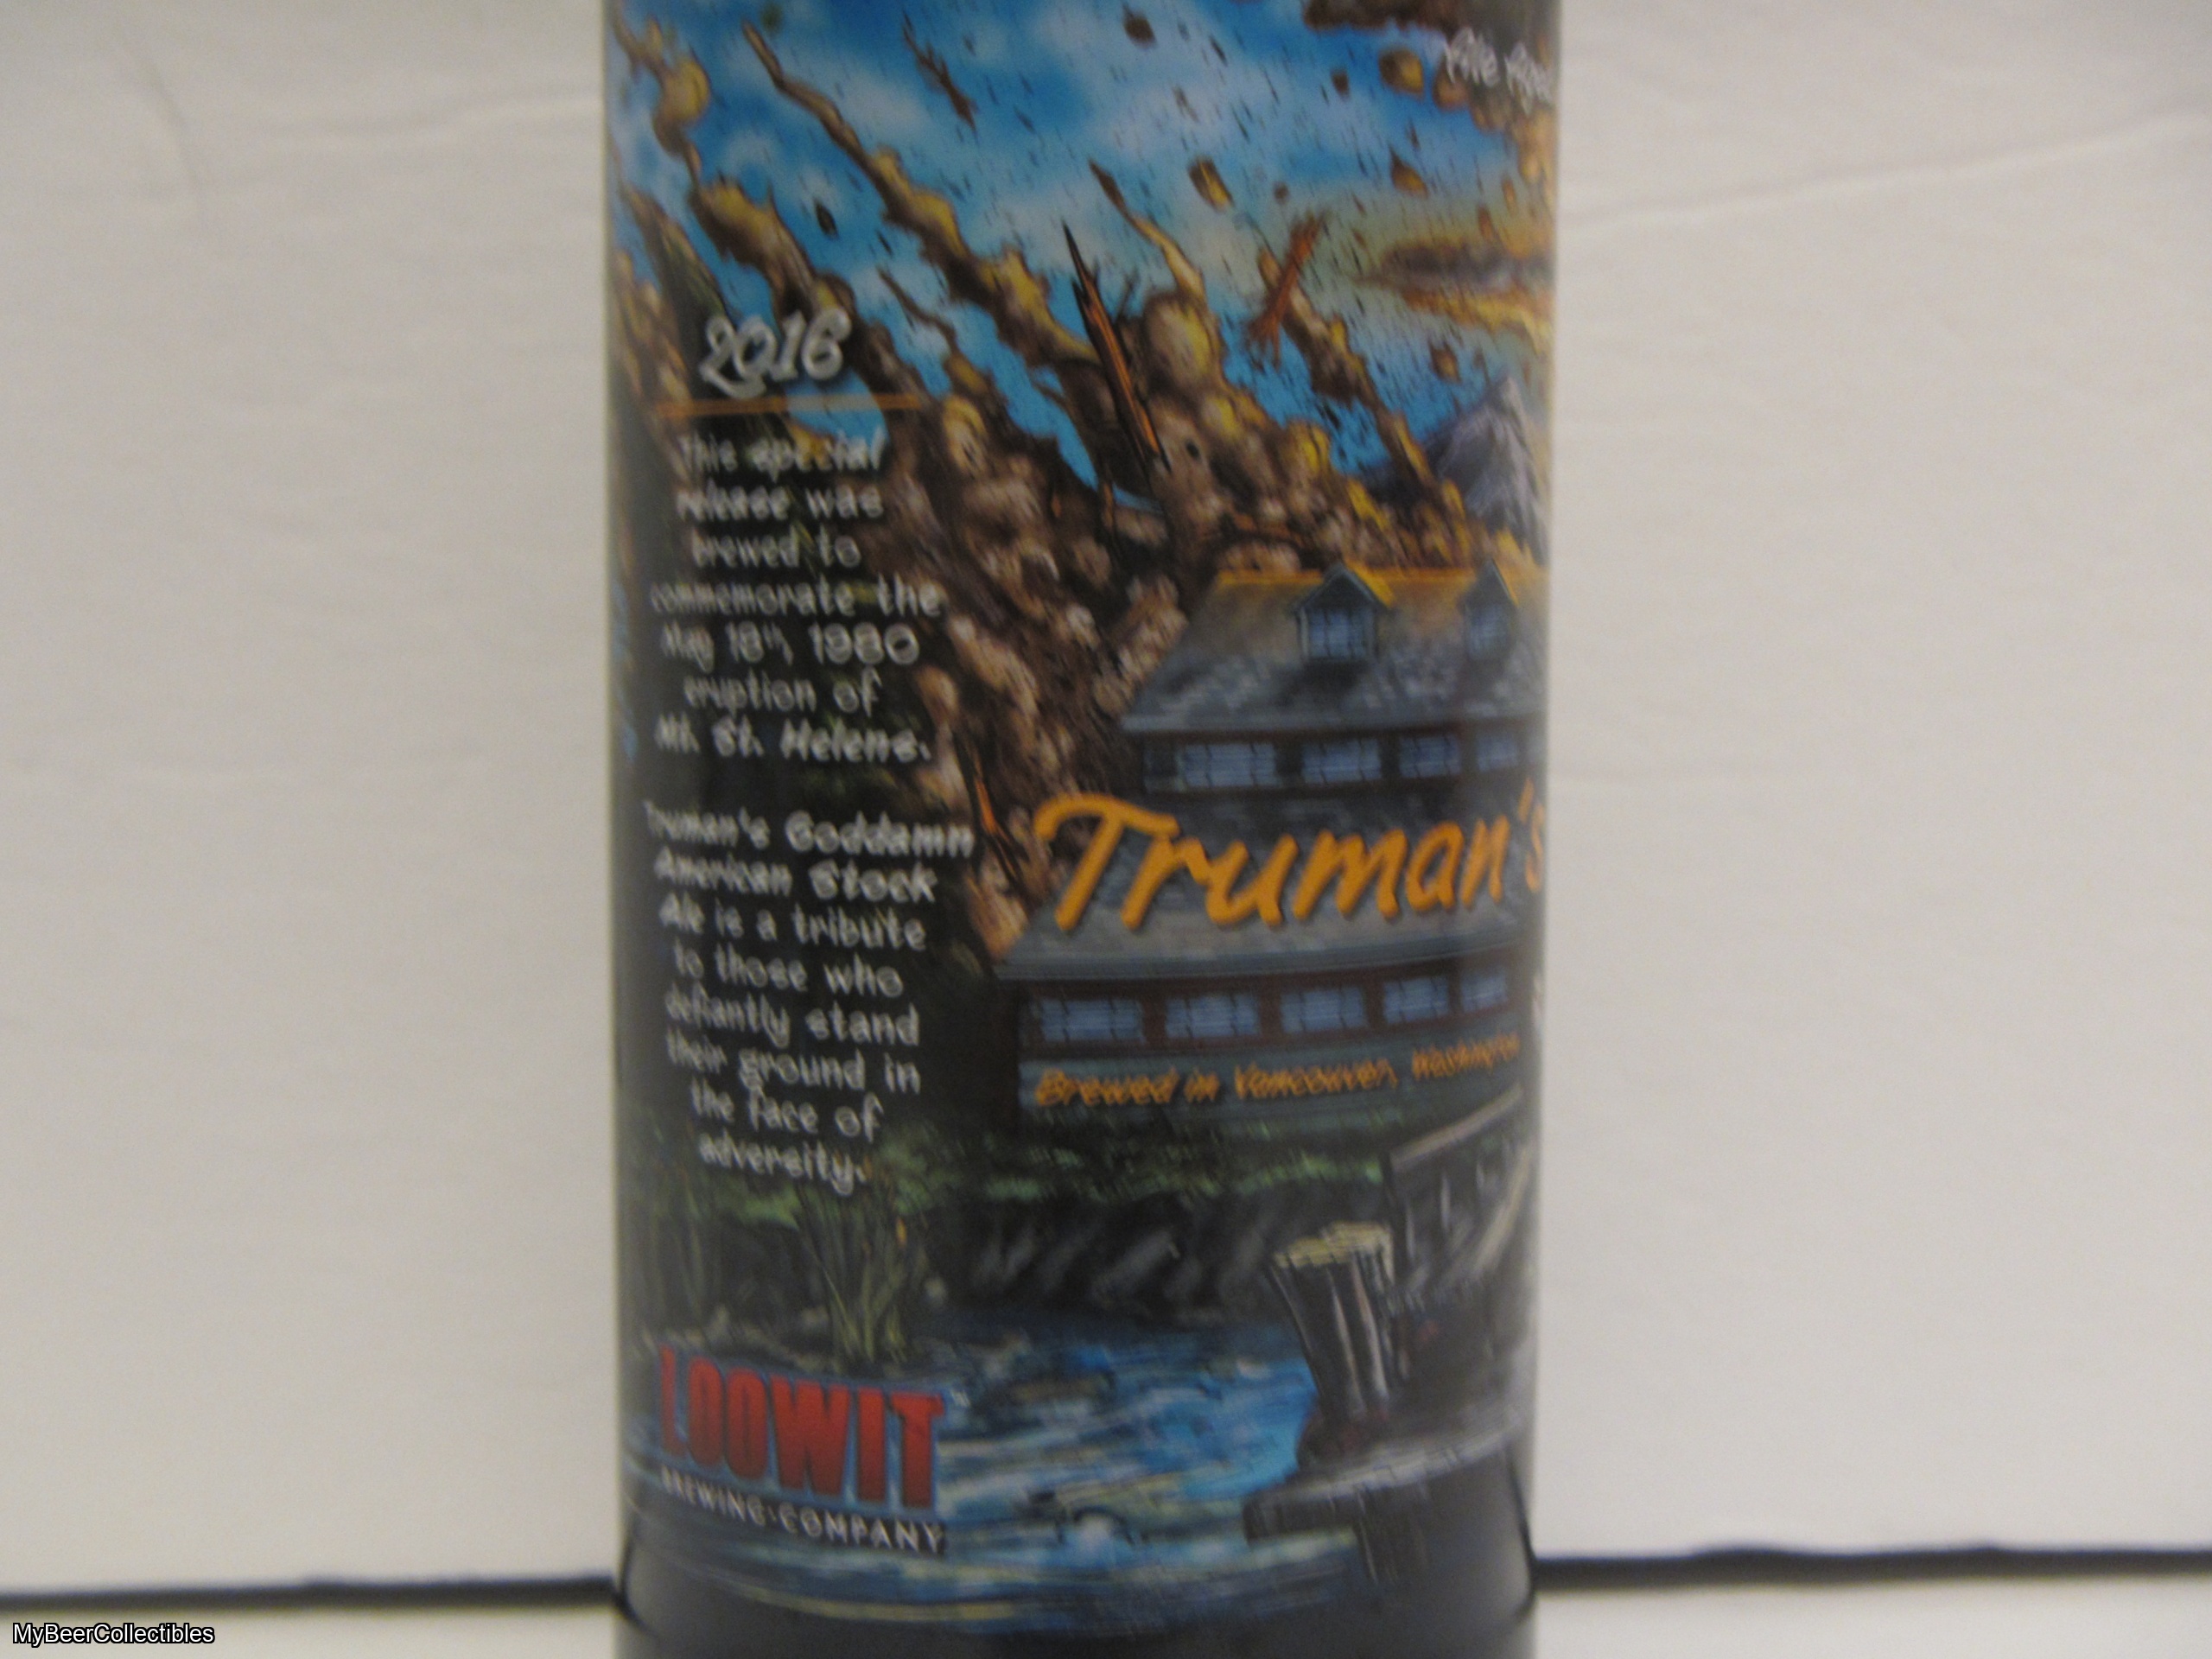 Ale Aged
2016
This special
release was
brewed to
commemorate the
May 18th, 1980
eruption of
Mt. St. Helens.
Truman's Goddamn
American Stock
Ale is a tribute
to those who
defiantly stand
their ground in
the face of
adversity.
Truman's
Brewed in Vancouver, Washington
LOOWIT
BREWING·COMPANY
MyBeerCollectibles